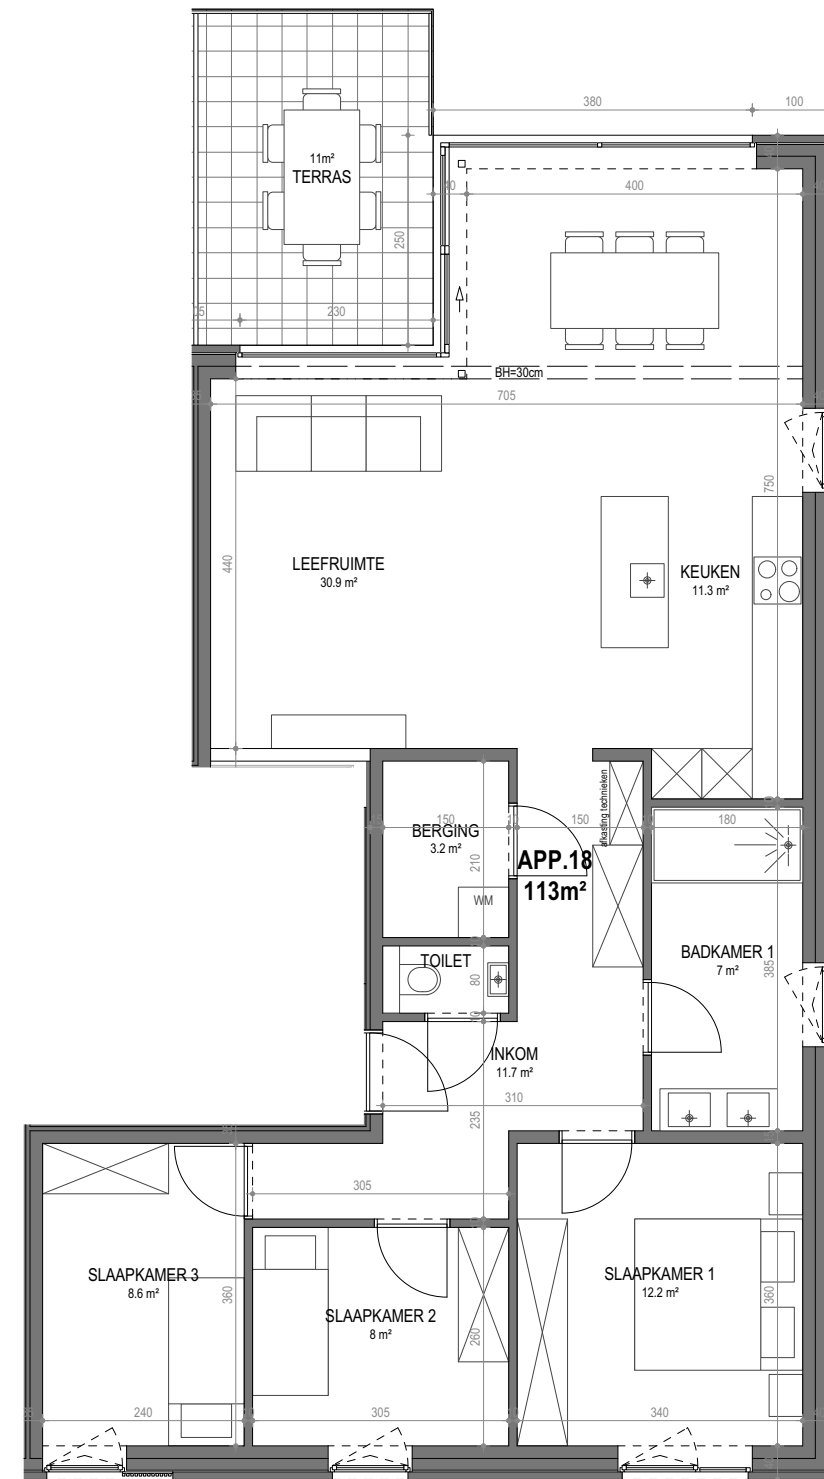 380
100
11m²
TERRAS
400
250
230
BH=30cm
705
750
440
LEEFRUIMTE
30.9 m²
KEUKEN
11.3 m²
afkasting technieken
150
BERGING
3.2 m²
150
180
210
APP.18
113m²
WM
TOILET
80
BADKAMER 1
7 m²
385
INKOM
11.7 m²
310
235
305
SLAAPKAMER 3
8.6 m²
360
SLAAPKAMER 2
8 m²
260
SLAAPKAMER 1
12.2 m²
360
240
305
340